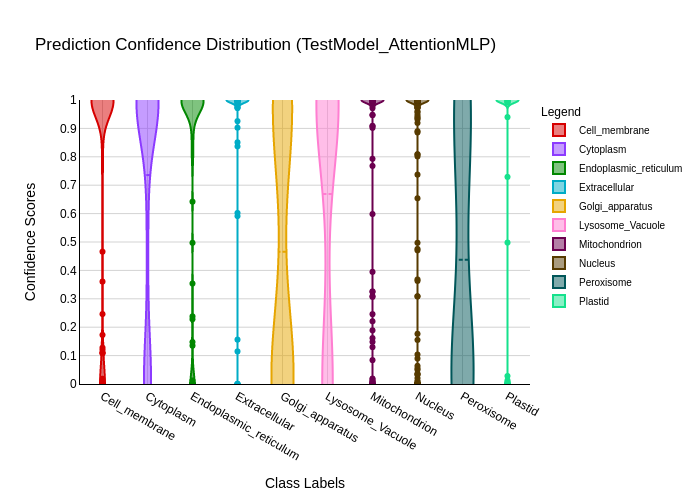 Prediction Confidence Distribution (TestModel_AttentionMLP)
Confidence Scores
1
0.9
0.8
0.7
0.6
0.5
0.4
0.3
0.2
0.1
0
Cell_membrane
Cytoplasm
Endoplasmic_reticulum
Extracellular
Golgi_apparatus
Lysosome_Vacuole
Mitochondrion
Nucleus
Peroxisome
Plastid
Class Labels
Legend
Cell_membrane
Cytoplasm
Endoplasmic_reticulum
Extracellular
Golgi_apparatus
Lysosome_Vacuole
Mitochondrion
Nucleus
Peroxisome
Plastid